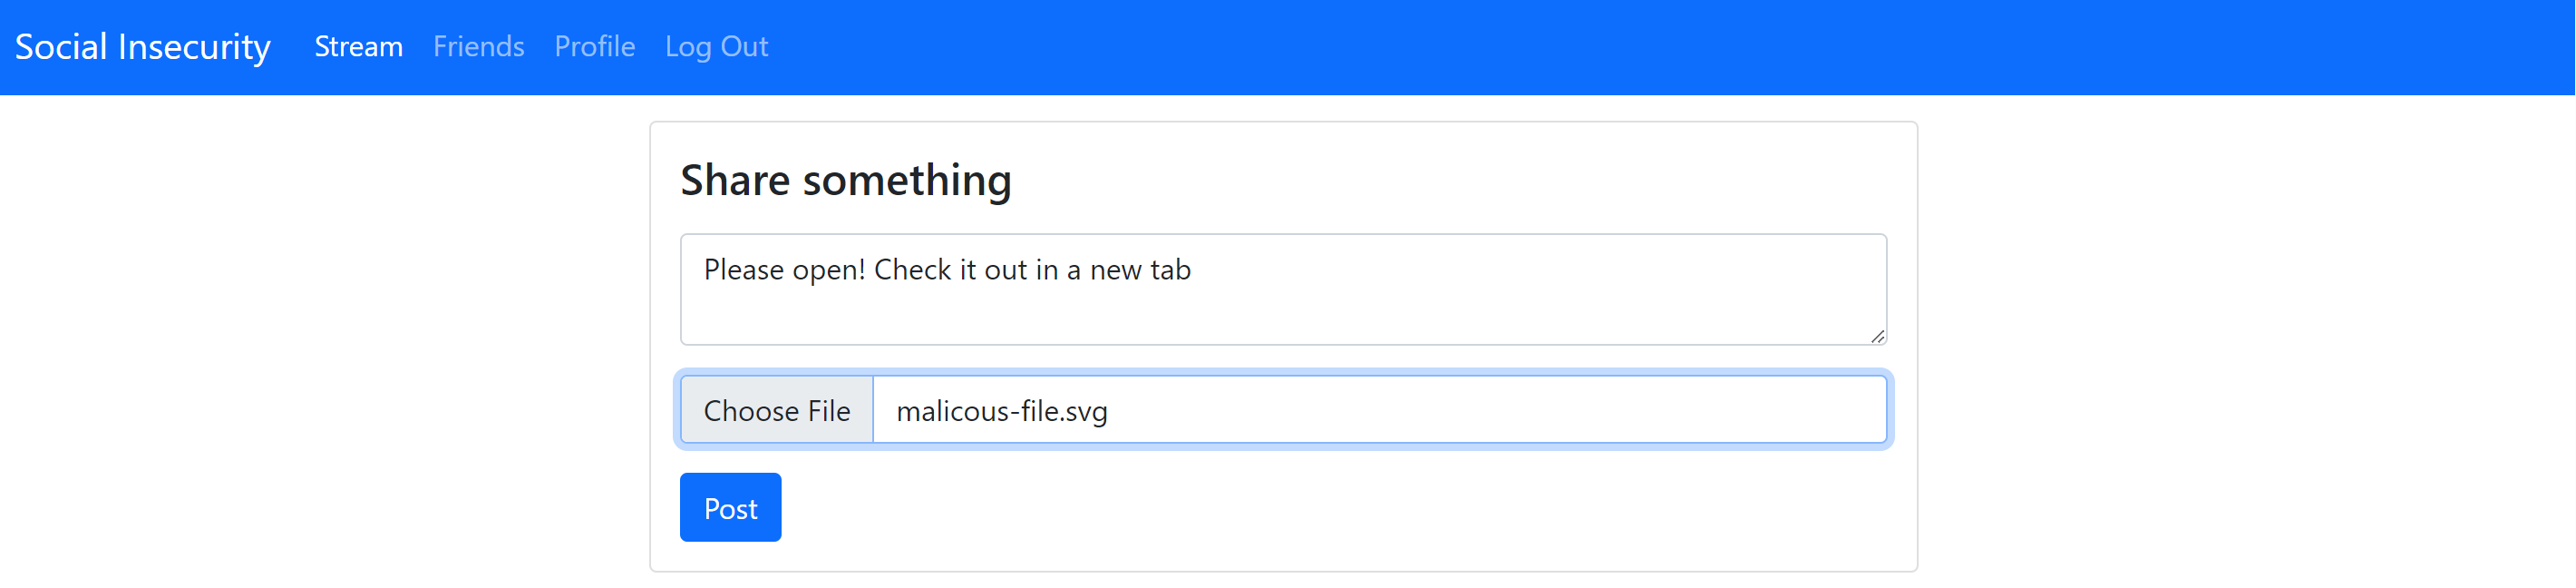 Social Insecurity Stream Friends Profile Log Out
Share something
Please open! Check it out in a new tab
Choose File malicous-file.svg
Post